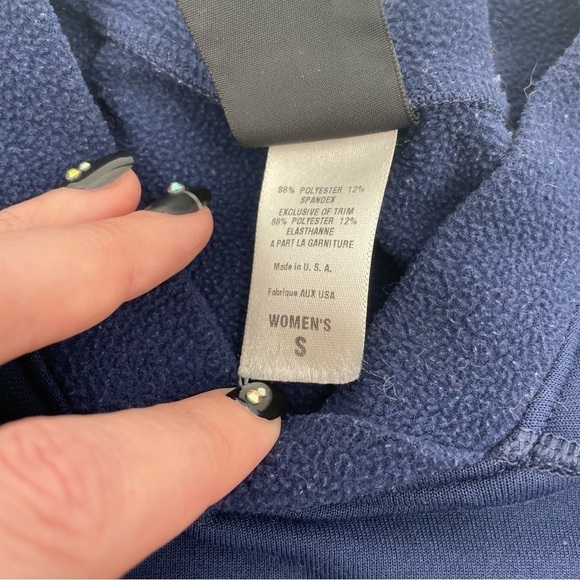 88% POLYESTER 12%
SPANDEX
EXCLUSIVE OF TRIM
88% POLYESTER 12%
ELASTHANNE
A PART LA GARNITURE
Made in U. S. A.
Fabrique AUX USA
WOMEN'S
S